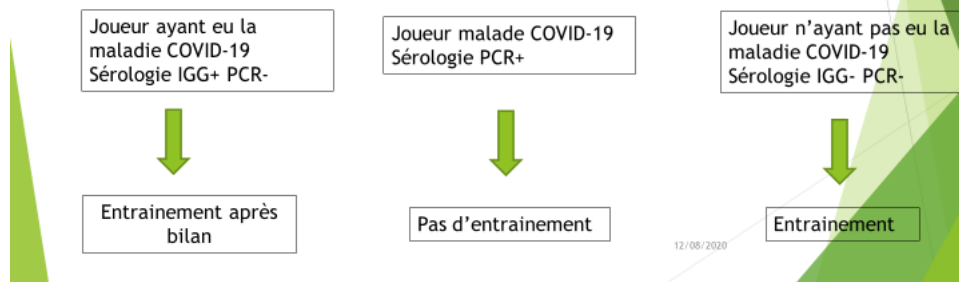 Joueur ayant eu la
maladie COVID-19
Sérologie IGG+ PCR-
Joueur malade COVID-19
Sérologie PCR+
Joueur n'ayant pas eu la
maladie COVID-19
Sérologie IGG- PCR-
Entrainement après
bilan
Pas d'entrainement
Entrainement
12/08/2020